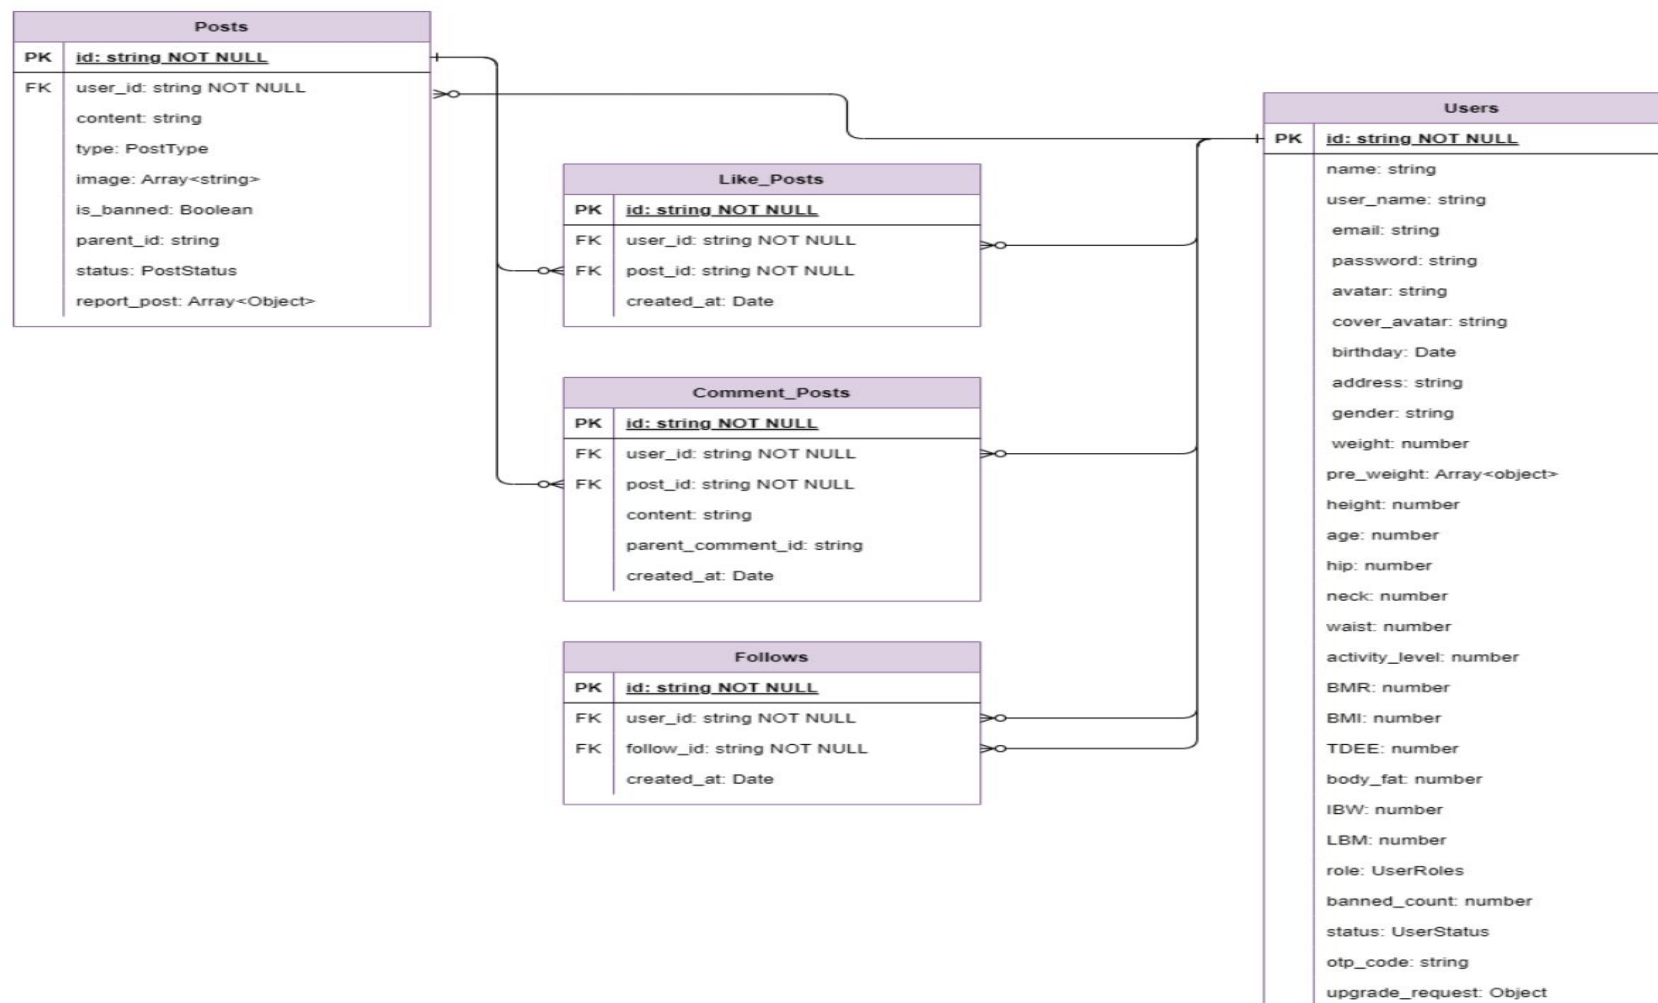 Posts
PK id: string NOT NULL
FK user_id: string NOT NULL
content: string
type: PostType
image: Array<string>
is_banned: Boolean
parent_id: string
status: PostStatus
report_post: Array<Object>
Like_Posts
PK id: string NOT NULL
FK user_id: string NOT NULL
FK post_id: string NOT NULL
created_at: Date
Comment_Posts
PK id: string NOT NULL
FK user_id: string NOT NULL
FK post_id: string NOT NULL
content: string
parent_comment_id: string
created_at: Date
Follows
PK id: string NOT NULL
FK user_id: string NOT NULL
FK follow_id: string NOT NULL
created_at: Date
Users
PK id: string NOT NULL
name: string
user_name: string
email: string
password: string
avatar: string
cover_avatar: string
birthday: Date
address: string
gender: string
weight: number
pre_weight: Array<object>
height: number
age: number
hip: number
neck: number
waist: number
activity_level: number
BMR: number
BMI: number
TDEE: number
body_fat: number
IBW: number
LBM: number
role: UserRoles
banned_count: number
status: UserStatus
otp_code: string
upgrade_request: Object